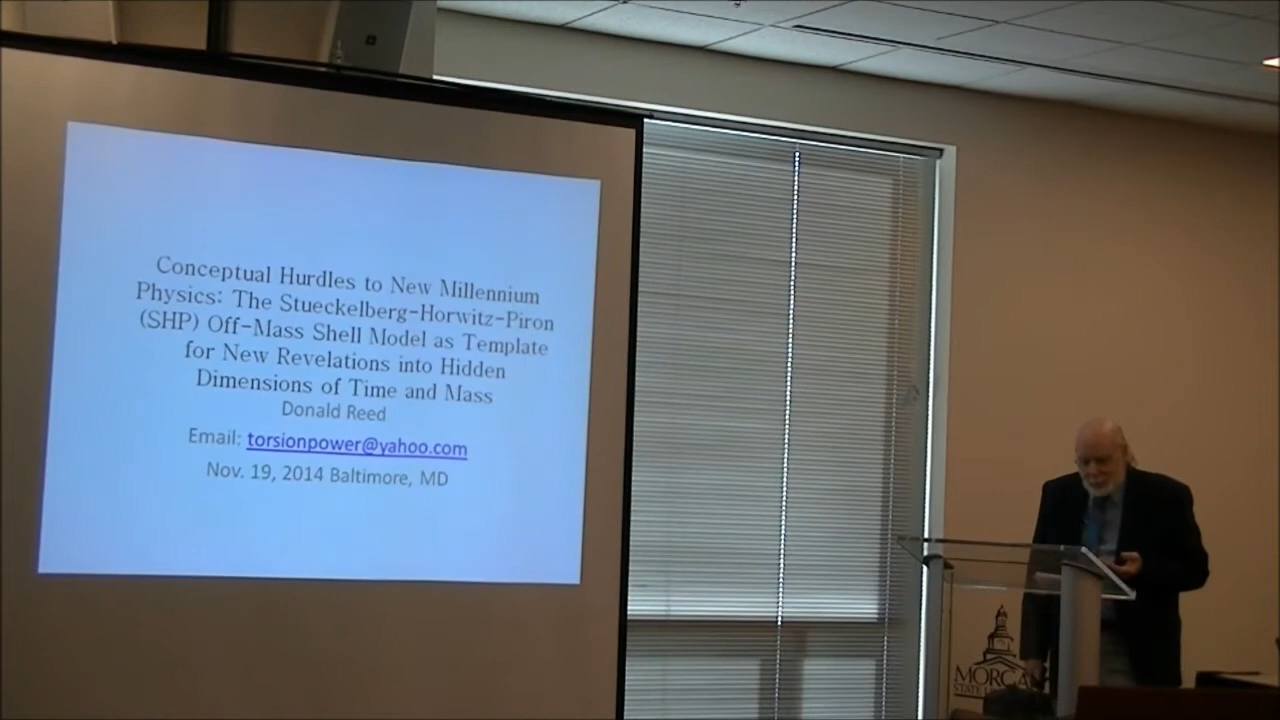 Conceptual Hurdles to New Millennium
Physics: The Stueckelberg-Horwitz-Piron
(SHP) Off-Mass Shell Model as Template
for New Revelations into Hidden
Dimensions of Time and Mass
Donald Reed
Email: torsionpower@yahoo.com
Nov. 19, 2014 Baltimore, MD
MORGA
STATE